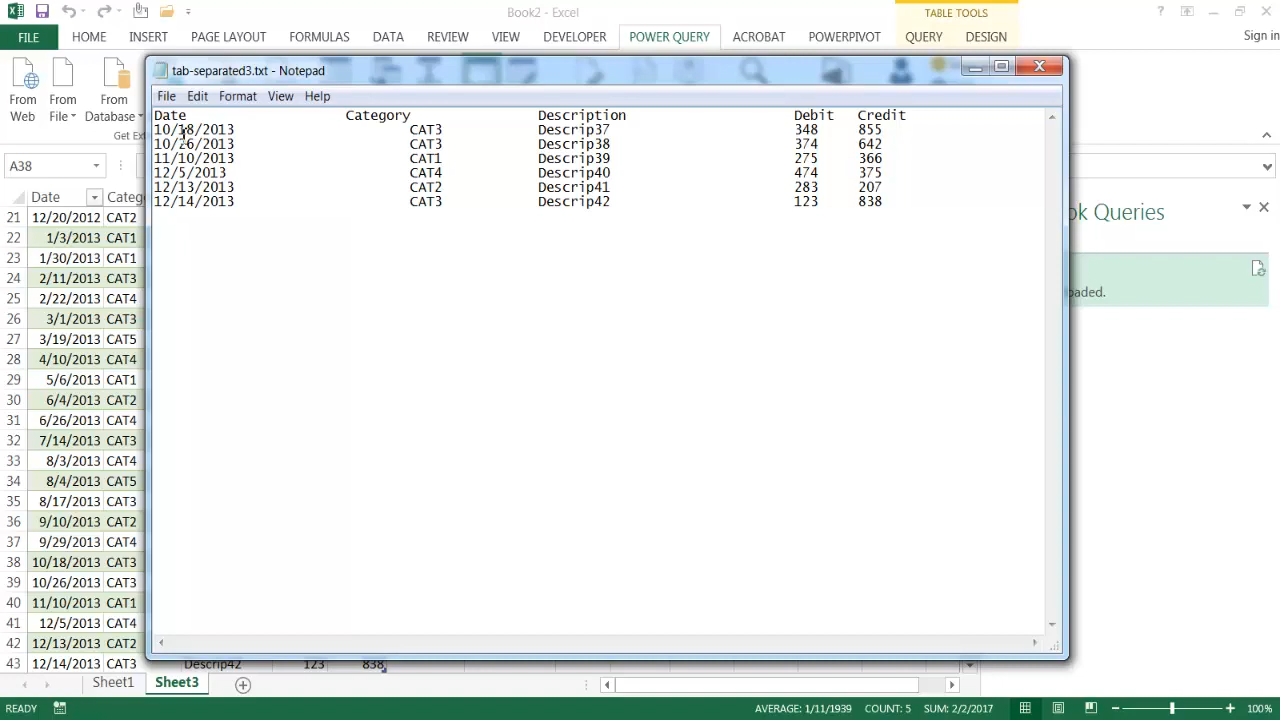 Book2 - Excel
TABLE TOOLS
Sign in
FILE HOME INSERT PAGE LAYOUT FORMULAS DATA REVIEW VIEW DEVELOPER POWER QUERY ACROBAT POWERPIVOT QUERY DESIGN
From Web
From File
From Database
Get Ex
A38
tab-separated3.txt - Notepad
File Edit Format View Help
Date Category Description Debit Credit
10/18/2013 CAT3 Descrip37 348 855
10/26/2013 CAT3 Descrip38 374 642
11/10/2013 CAT1 Descrip39 275 366
12/5/2013 CAT4 Descrip40 474 375
12/13/2013 CAT2 Descrip41 283 207
12/14/2013 CAT3 Descrip42 123 838
ok Queries
oaded.
Date Categ
21 12/20/2012 CAT2
22 1/3/2013 CAT1
23 1/30/2013 CAT1
24 2/11/2013 CAT3
25 2/22/2013 CAT4
26 3/1/2013 CAT3
27 3/19/2013 CAT5
28 4/10/2013 CAT4
29 5/6/2013 CAT1
30 6/4/2013 CAT2
31 6/26/2013 CAT4
32 7/14/2013 CAT3
33 8/3/2013 CAT4
34 8/4/2013 CAT5
35 8/17/2013 CAT3
36 9/10/2013 CAT2
37 9/29/2013 CAT4
38 10/18/2013 CAT3
39 10/26/2013 CAT3
40 11/10/2013 CAT1
41 12/5/2013 CAT4
42 12/13/2013 CAT2
43 12/14/2013 CAT3 Descrip42 123 838
Sheet1 Sheet3
AVERAGE: 1/11/1939 COUNT: 5 SUM: 2/2/2017 100%